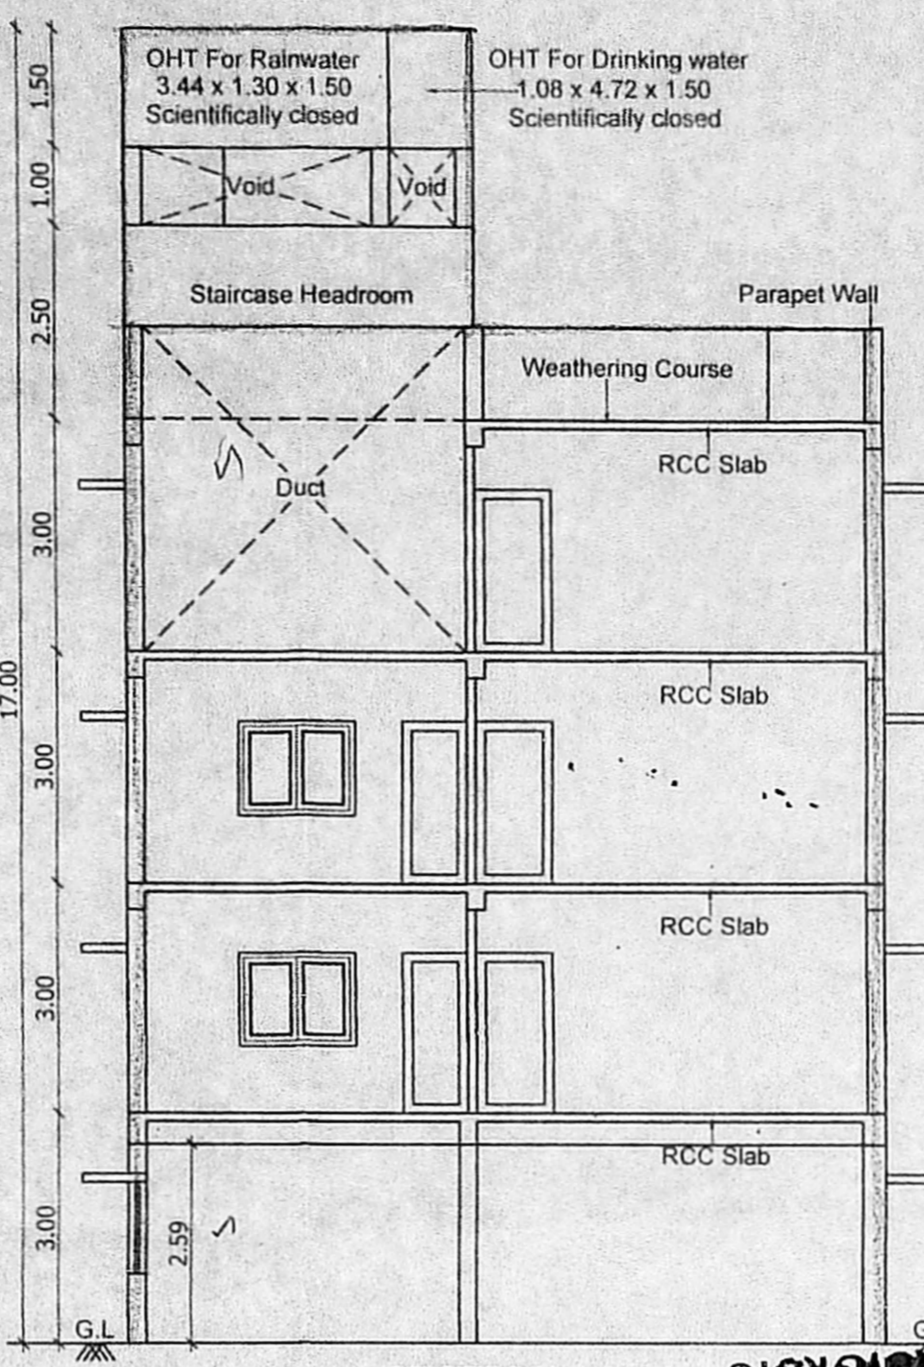 OHT For Rainwater
3.44 x 1.30 x 1.50
Scientifically closed
OHT For Drinking water
1.08 x 4.72 x 1.50
Scientifically closed
1.50
1.00
Void
Void
2.50
Staircase Headroom
Parapet Wall
Weathering Course
RCC Slab
Duct
3.00
17.00
RCC Slab
3.00
RCC Slab
3.00
RCC Slab
3.00
2.59
G.L
G